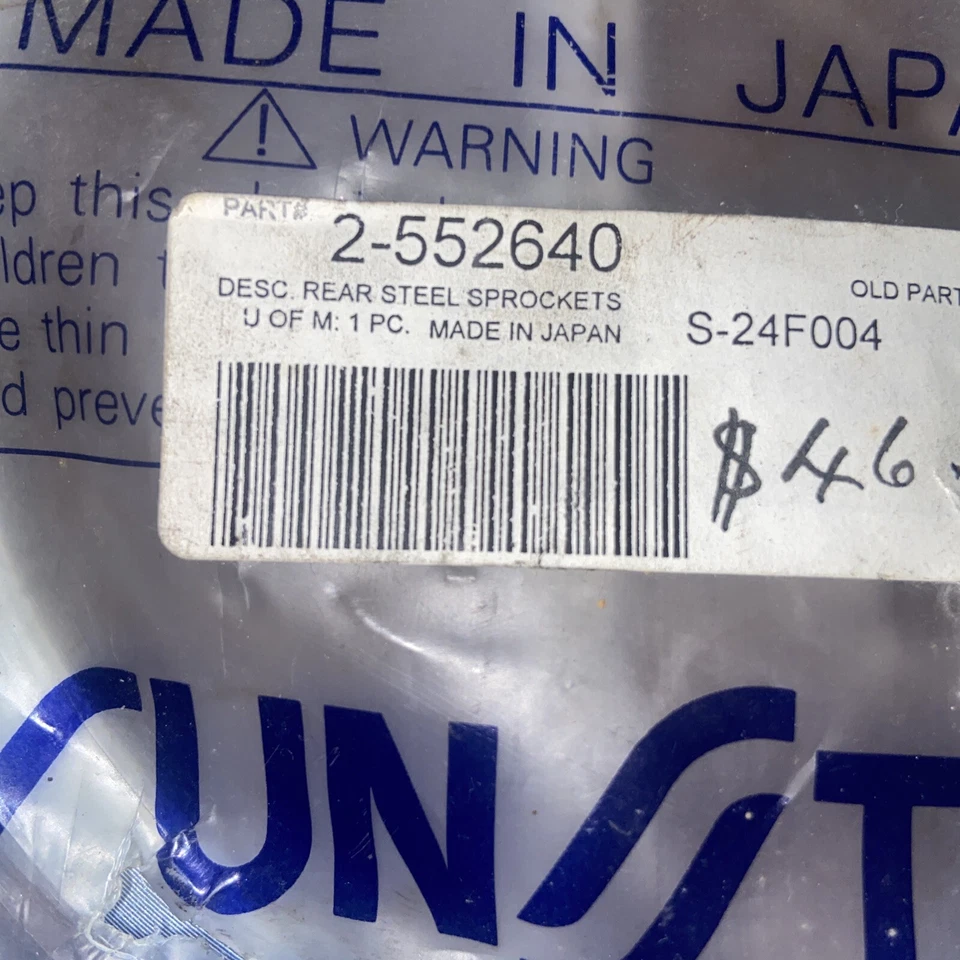 MADE IN JAPA
WARNING
ep this
ldren
e thin
d preve
PART#
2-552640
DESC. REAR STEEL SPROCKETS
U OF M: 1 PC. MADE IN JAPAN
OLD PART
S-24F004
$46
SUNST